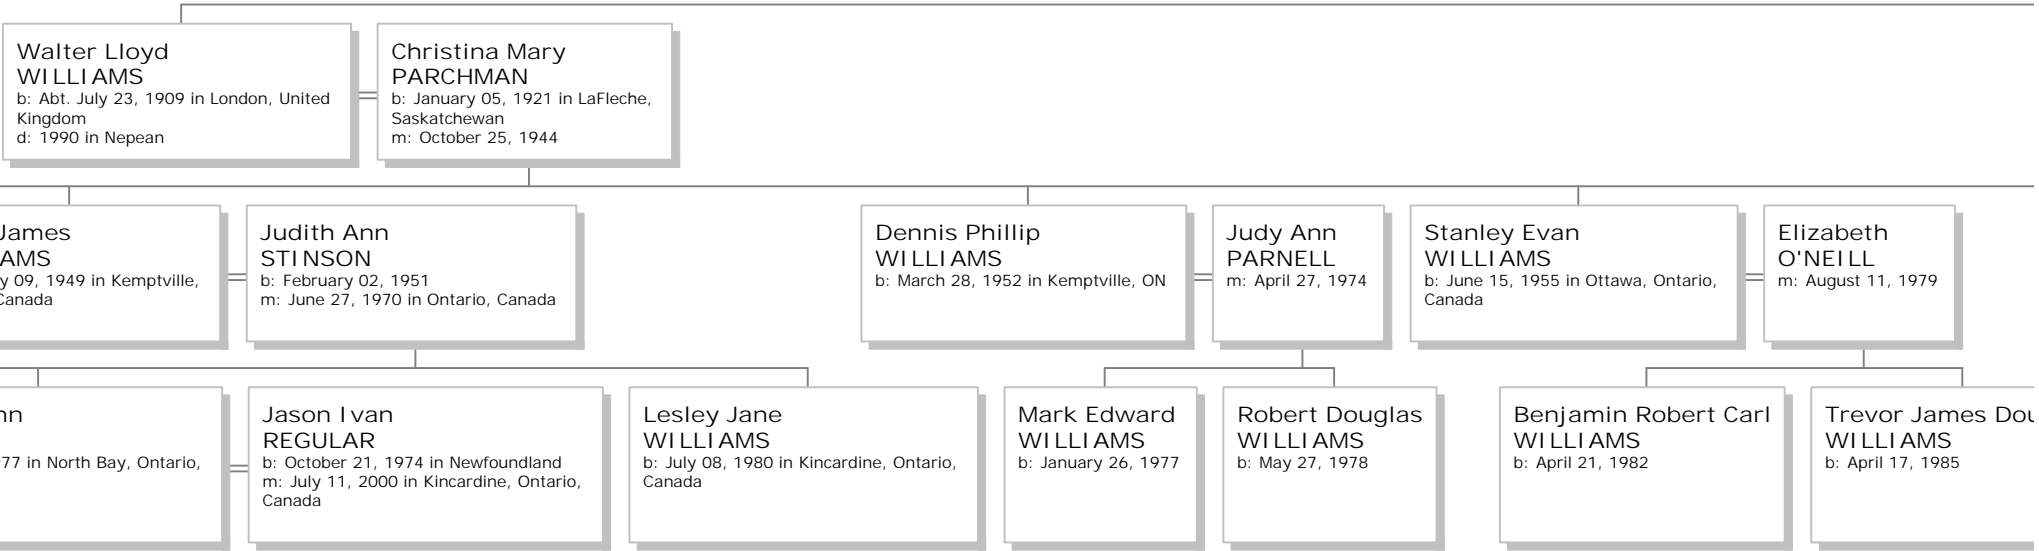 Walter Lloyd
WILLIAMS
b: Abt. July 23, 1909 in London, United
Kingdom
d: 1990 in Nepean
Christina Mary
PARCHMAN
b: January 05, 1921 in LaFleche,
Saskatchewan
m: October 25, 1944
James
AMS
y 09, 1949 in Kemptville,
Canada
Judith Ann
STINSON
b: February 02, 1951
m: June 27, 1970 in Ontario, Canada
Dennis Phillip
WILLIAMS
b: March 28, 1952 in Kemptville, ON
Judy Ann
PARNELL
m: April 27, 1974
Stanley Evan
WILLIAMS
b: June 15, 1955 in Ottawa, Ontario,
Canada
Elizabeth
O'NEILL
m: August 11, 1979
nn
77 in North Bay, Ontario,
Jason Ivan
REGULAR
b: October 21, 1974 in Newfoundland
m: July 11, 2000 in Kincardine, Ontario,
Canada
Lesley Jane
WILLIAMS
b: July 08, 1980 in Kincardine, Ontario,
Canada
Mark Edward
WILLIAMS
b: January 26, 1977
Robert Douglas
WILLIAMS
b: May 27, 1978
Benjamin Robert Carl
WILLIAMS
b: April 21, 1982
Trevor James Dou
WILLIAMS
b: April 17, 1985